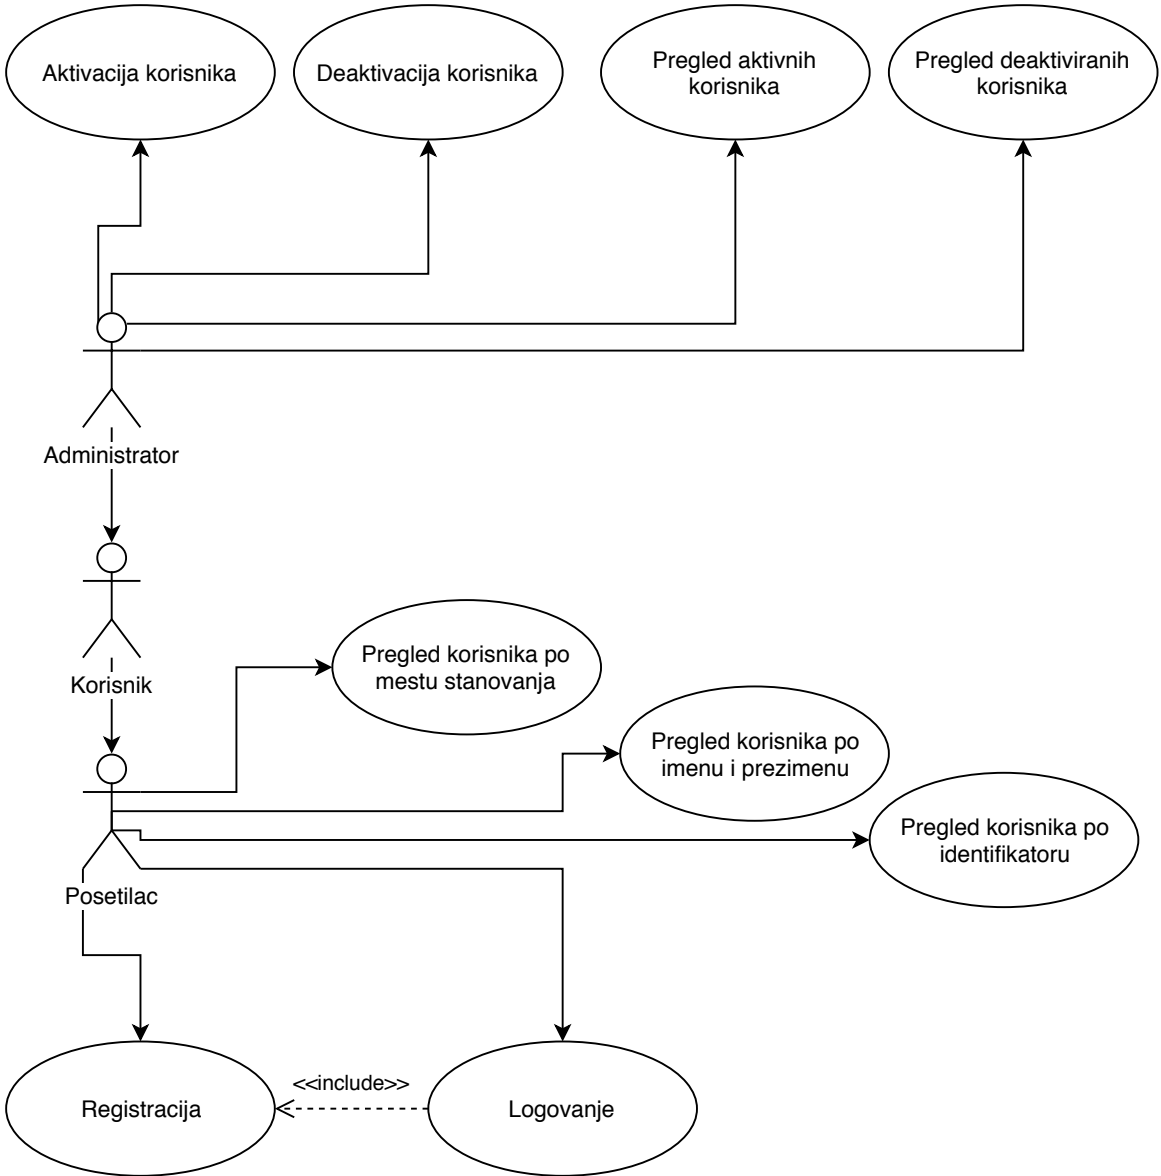 Aktivacija korisnika
Deaktivacija korisnika
Pregled aktivnih
korisnika
Pregled deaktiviranih
korisnika
Administrator
Korisnik
Pregled korisnika po
mestu stanovanja
Pregled korisnika po
imenu i prezimenu
Pregled korisnika po
identifikatoru
Posetilac
Registracija
<<include>>
Logovanje